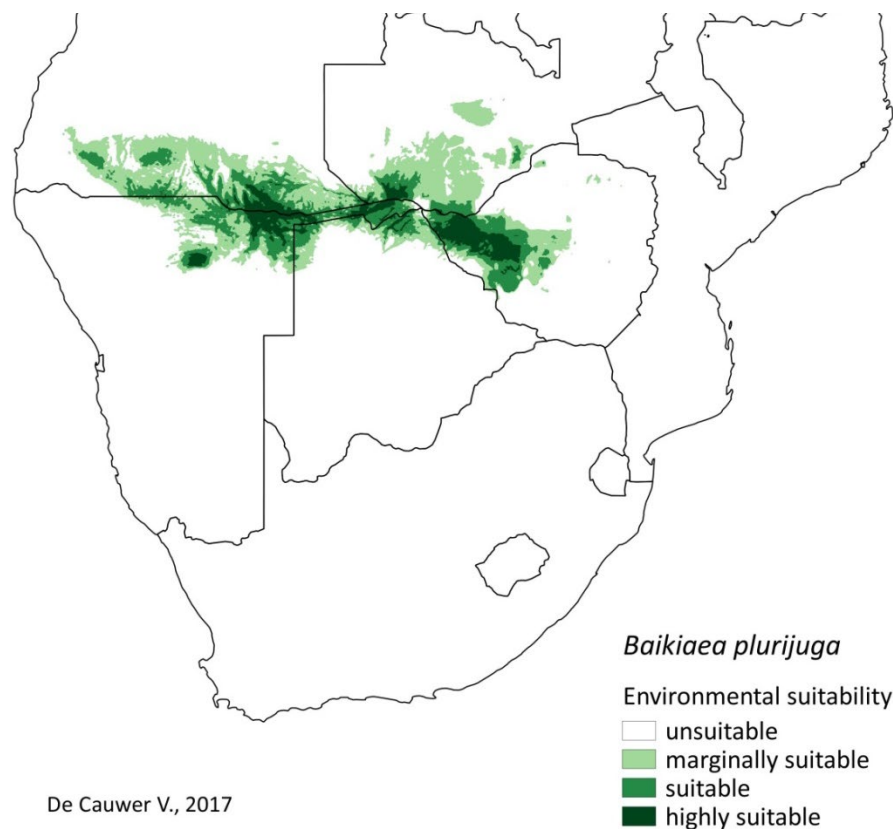 Baikiaea plurijuga
Environmental suitability
unsuitable
marginally suitable
suitable
highly suitable
De Cauwer V., 2017